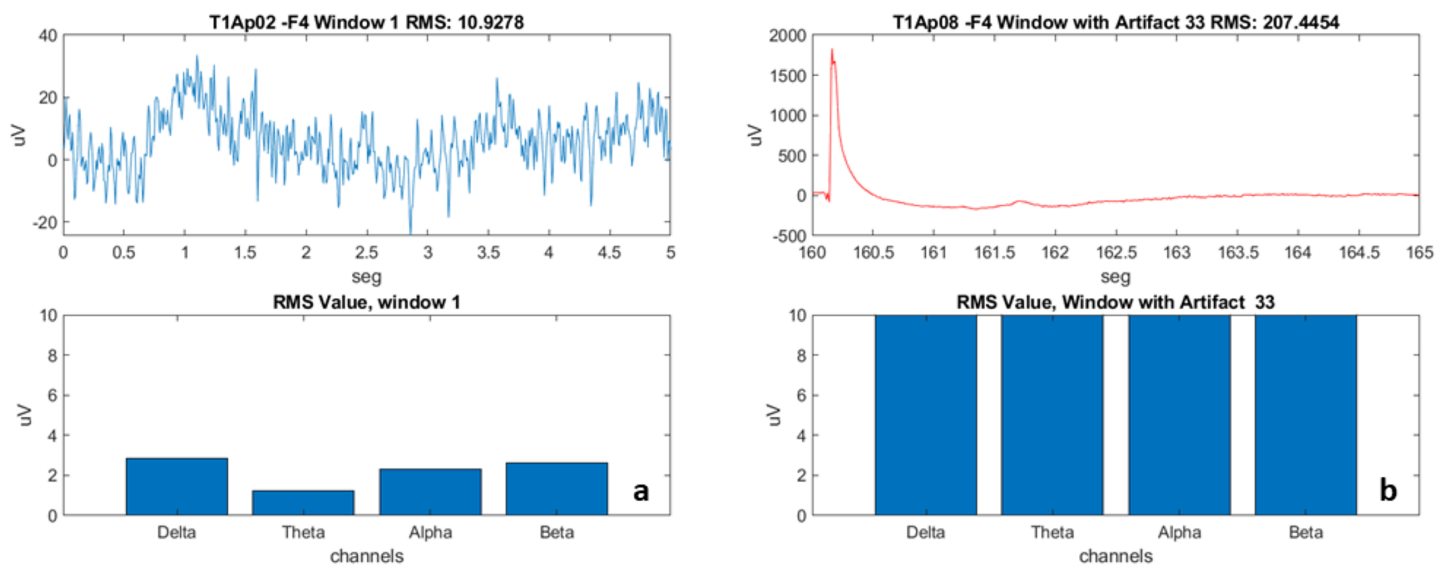 T1Ap02 -F4 Window 1 RMS: 10.9278
40
20
0
-20
uV
0 0.5 1 1.5 2 2.5 3 3.5 4 4.5 5
seg
RMS Value, window 1
10
8
6
4
2
0
uV
a
Delta Theta Alpha Beta
channels
T1Ap08 -F4 Window with Artifact 33 RMS: 207.4454
2000
1500
1000
500
0
-500
uV
160 160.5 161 161.5 162 162.5 163 163.5 164 164.5 165
seg
RMS Value, Window with Artifact 33
10
8
6
4
2
0
uV
b
Delta Theta Alpha Beta
channels